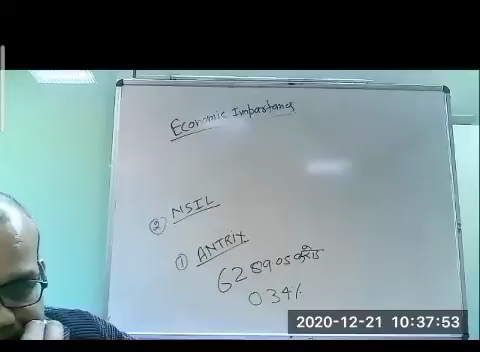 Economic Importance
② NSIL
① ANTRIX
6289.05 करोड़
0.34%
2020-12-21 10:37:53